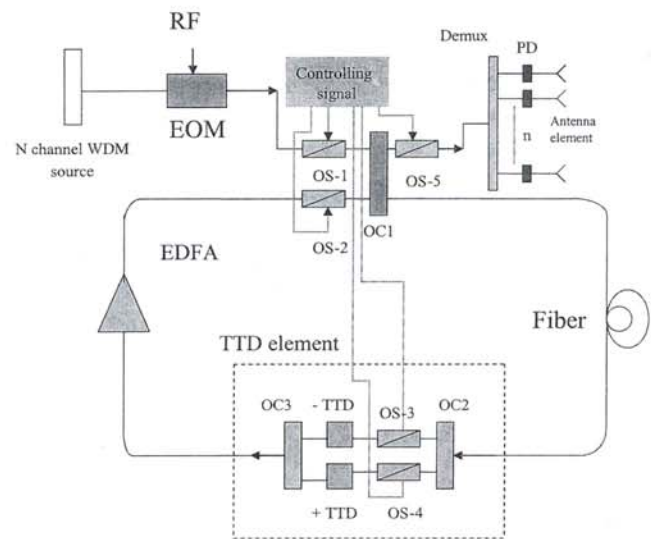 RF
Demux
PD
Controlling
signal
EOM
N channel WDM
source
n
Antenna
element
OS-1
OS-5
OS-2
OC1
EDFA
Fiber
TTD element
OC3
- TTD
OS-3
OC2
+ TTD
OS-4